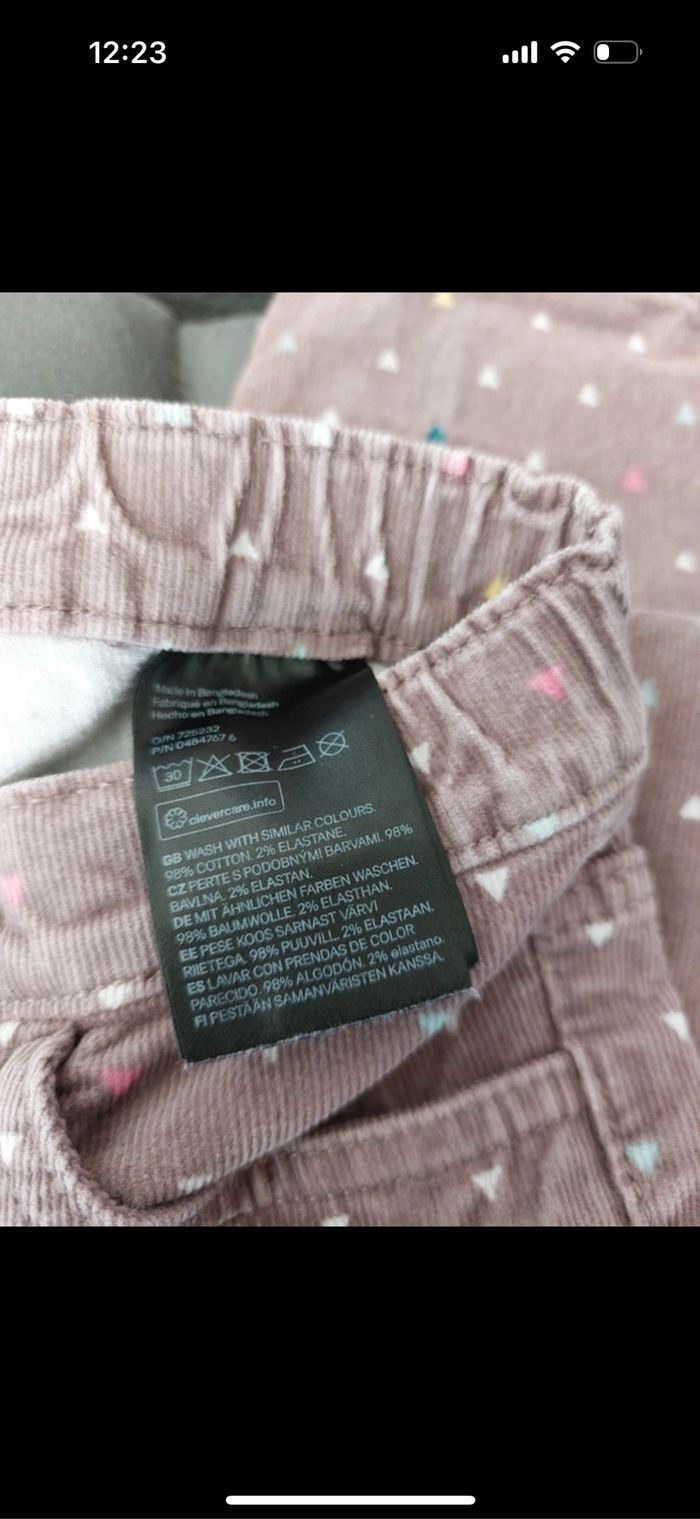 12:23
Made in Bangladesh
Fabriqué en Bangladesh
Hecho en Bangladesh
O/N 725232
P/N 0484767 6
30
clevercare.info
GB WASH WITH SIMILAR COLOURS.
98% COTTON. 2% ELASTANE.
CZ PERTE S PODOBNÝMI BARVAMI. 98%
BAVLNA. 2% ELASTAN.
DE MIT ÄHNLICHEN FARBEN WASCHEN.
98% BAUMWOLLE. 2% ELASTHAN.
EE PESE KOOS SARNAST VÄRVI
RIIETEGA. 98% PUUVILL. 2% ELASTAAN.
ES LAVAR CON PRENDAS DE COLOR
PARECIDO. 98% ALGODÓN. 2% elastano.
FI PESTÄÄN SAMANVÄRISTEN KANSSA.